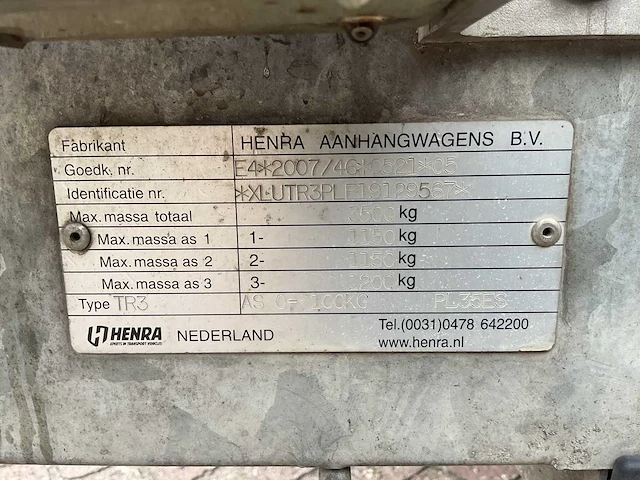 Fabrikant HENRA AANHANGWAGENS B.V.
Goedk. nr. E4*2007/46*0521*05
Identificatie nr.
Max. massa totaal 3500 kg
Max. massa as 1 1- 1150 kg
Max. massa as 2 2- 1150 kg
Max. massa as 3 3- 1200 kg
Type TR3 AS 0- 100KG PL35ES
HENRA NEDERLAND Tel.(0031)0478 642200
www.henra.nl